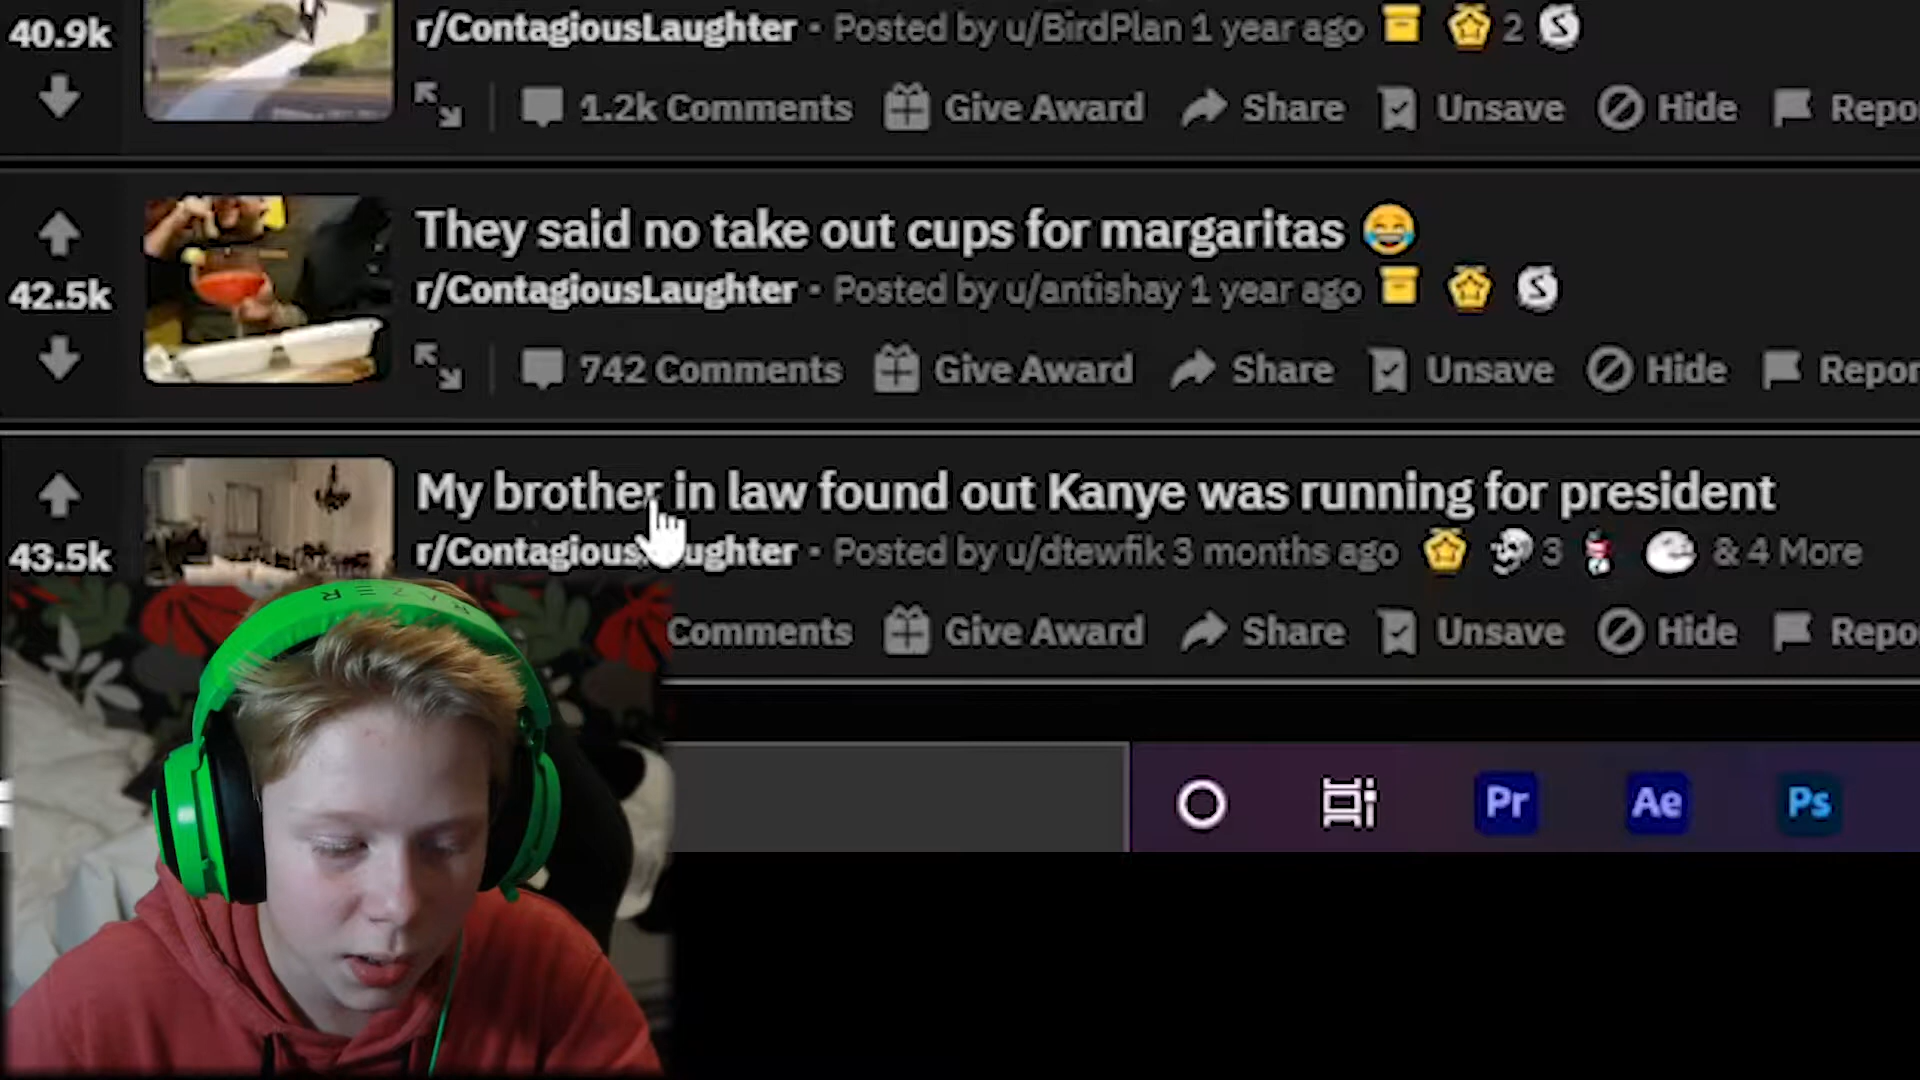 40.9k
r/ContagiousLaughter • Posted by u/BirdPlan 1 year ago 2
1.2k Comments Give Award Share Unsave Hide Repo
They said no take out cups for margaritas 😂
42.5k
r/ContagiousLaughter • Posted by u/antishay 1 year ago
742 Comments Give Award Share Unsave Hide Repor
My brother in law found out Kanye was running for president
43.5k
r/ContagiousLaughter • Posted by u/dtewfik 3 months ago 3 & 4 More
Comments Give Award Share Unsave Hide Repo
RAZER
Pr Ae Ps